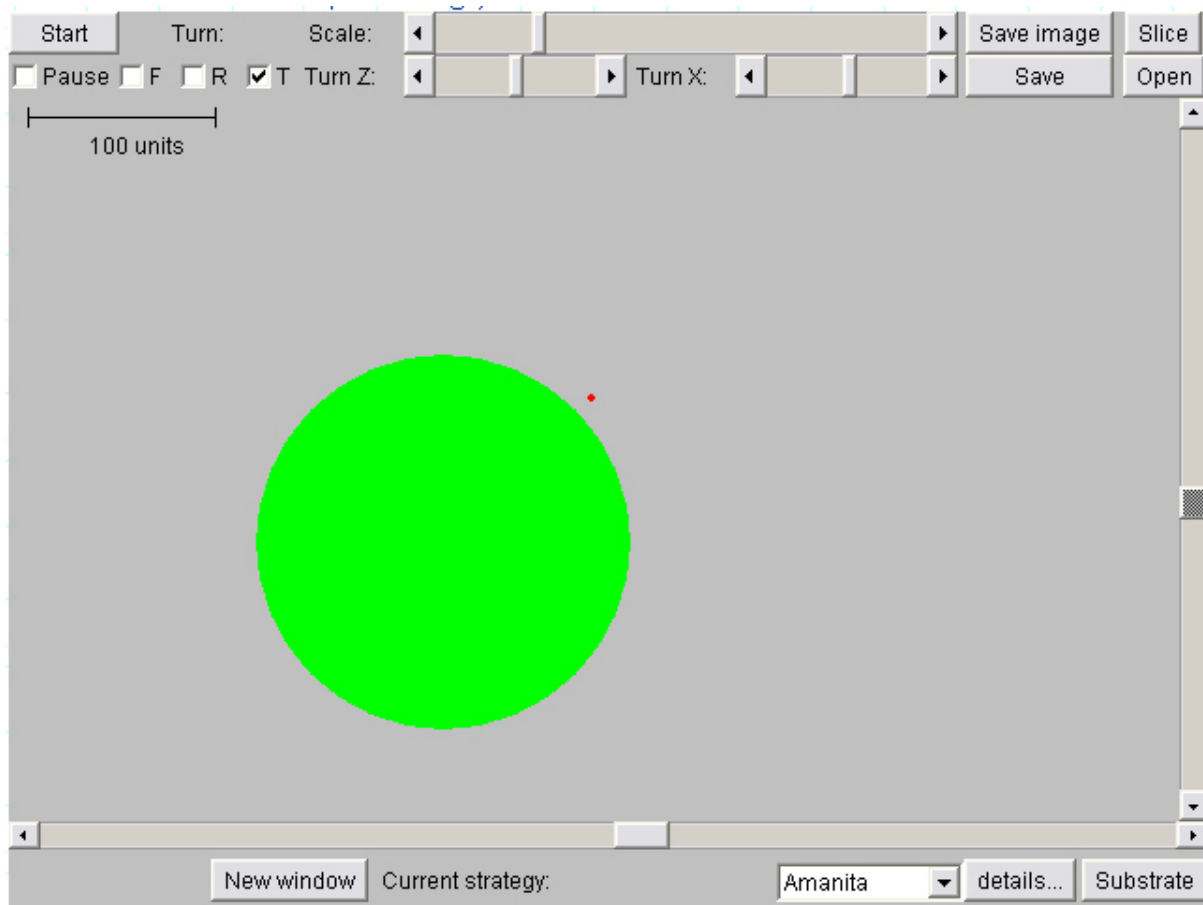 Start Turn: Scale: Save image Slice
Pause F R T Turn Z: Turn X: Save Open
100 units
New window Current strategy: Amanita details... Substrate